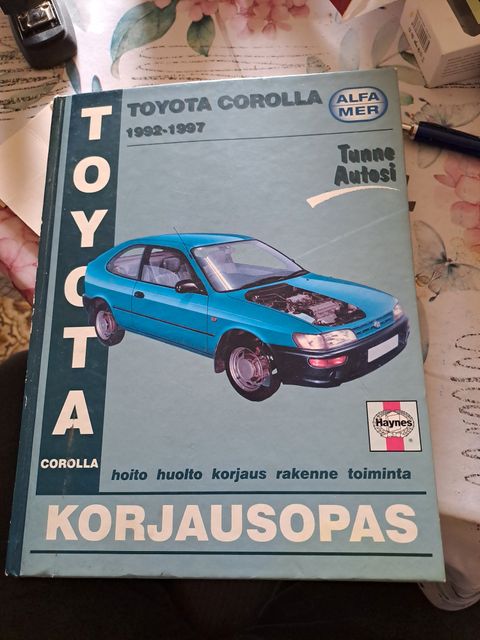 TOYOTA COROLLA
1992-1997
ALFA
MER
Tunne
Autosi
TOYOTA
COROLLA
Haynes
®
hoito huolto korjaus rakenne toiminta
KORJAUSOPAS